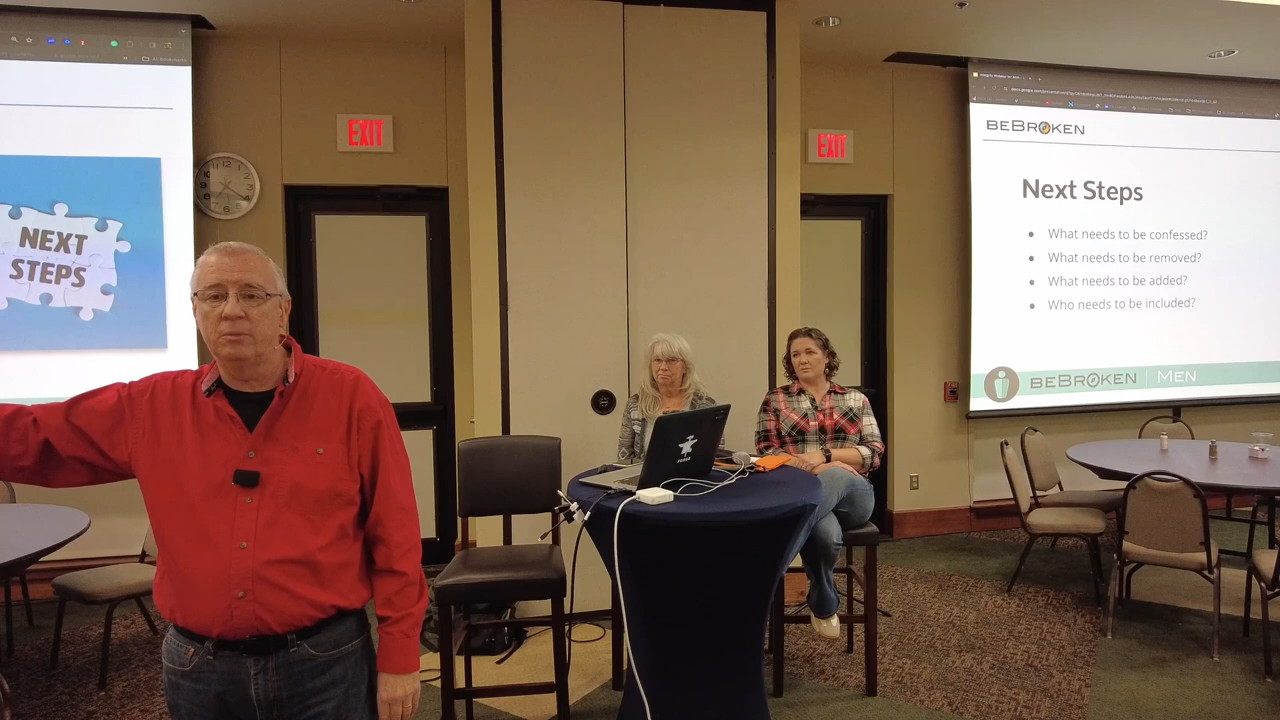 NEXT
STEPS
EXIT
EXIT
BEBROKEN
Next Steps
• What needs to be confessed?
• What needs to be removed?
• What needs to be added?
• Who needs to be included?
BEBROKEN | MEN